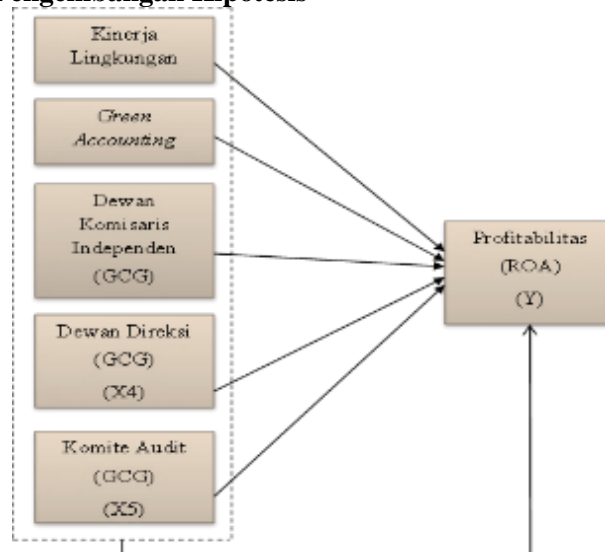 engembangan Hipotesis
Kinerja
Lingkungan
Green
Accounting
Dewan
Komisaris
Independen
(GCG)
Dewan Direksi
(GCG)
(X4)
Komite Audit
(GCG)
(X5)
Profitabilitas
(ROA)
(Y)